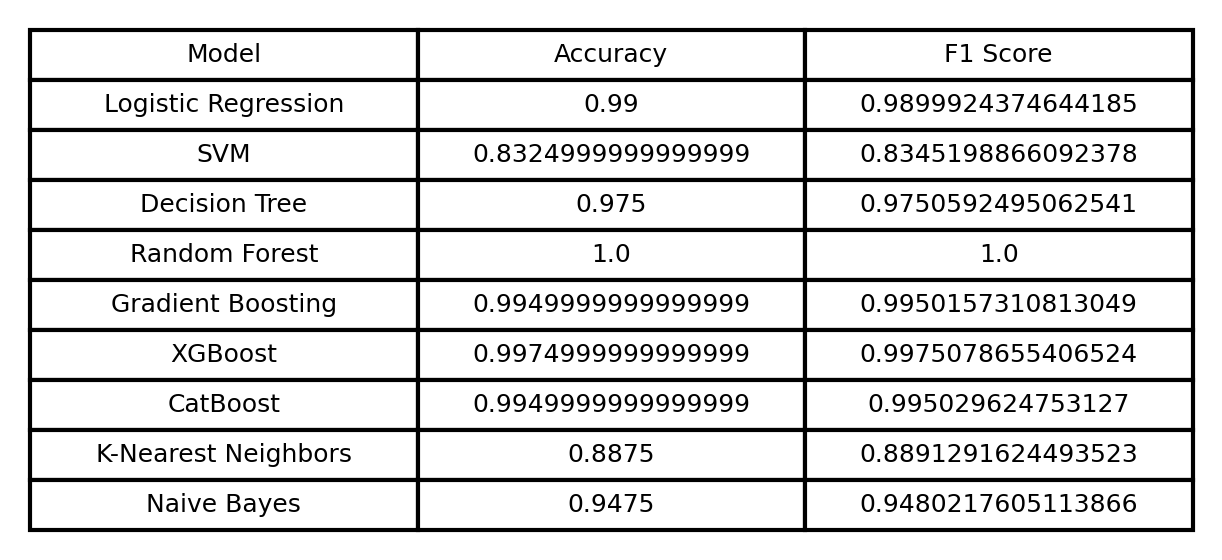 Model Accuracy F1 Score
Logistic Regression 0.99 0.9899924374644185
SVM 0.8324999999999999 0.8345198866092378
Decision Tree 0.975 0.9750592495062541
Random Forest 1.0 1.0
Gradient Boosting 0.9949999999999999 0.9950157310813049
XGBoost 0.9974999999999999 0.9975078655406524
CatBoost 0.9949999999999999 0.995029624753127
K-Nearest Neighbors 0.8875 0.8891291624493523
Naive Bayes 0.9475 0.9480217605113866